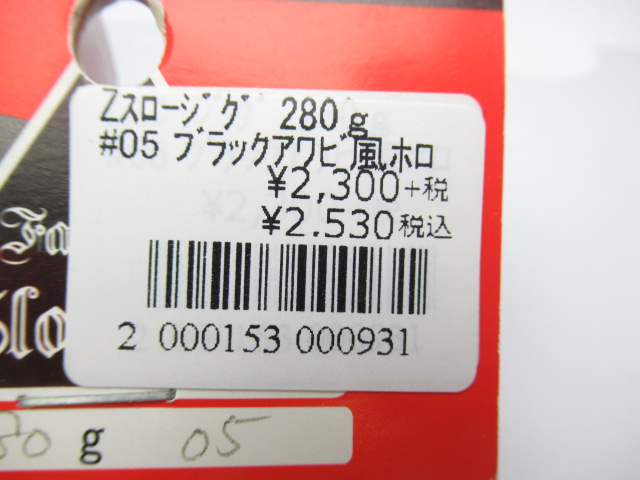 Zｽﾛｰｼﾞｸﾞ 280g
#05 ブラックアワビ風ホロ
¥2,300+税
¥2.530税込
2 000153 000931
g 05